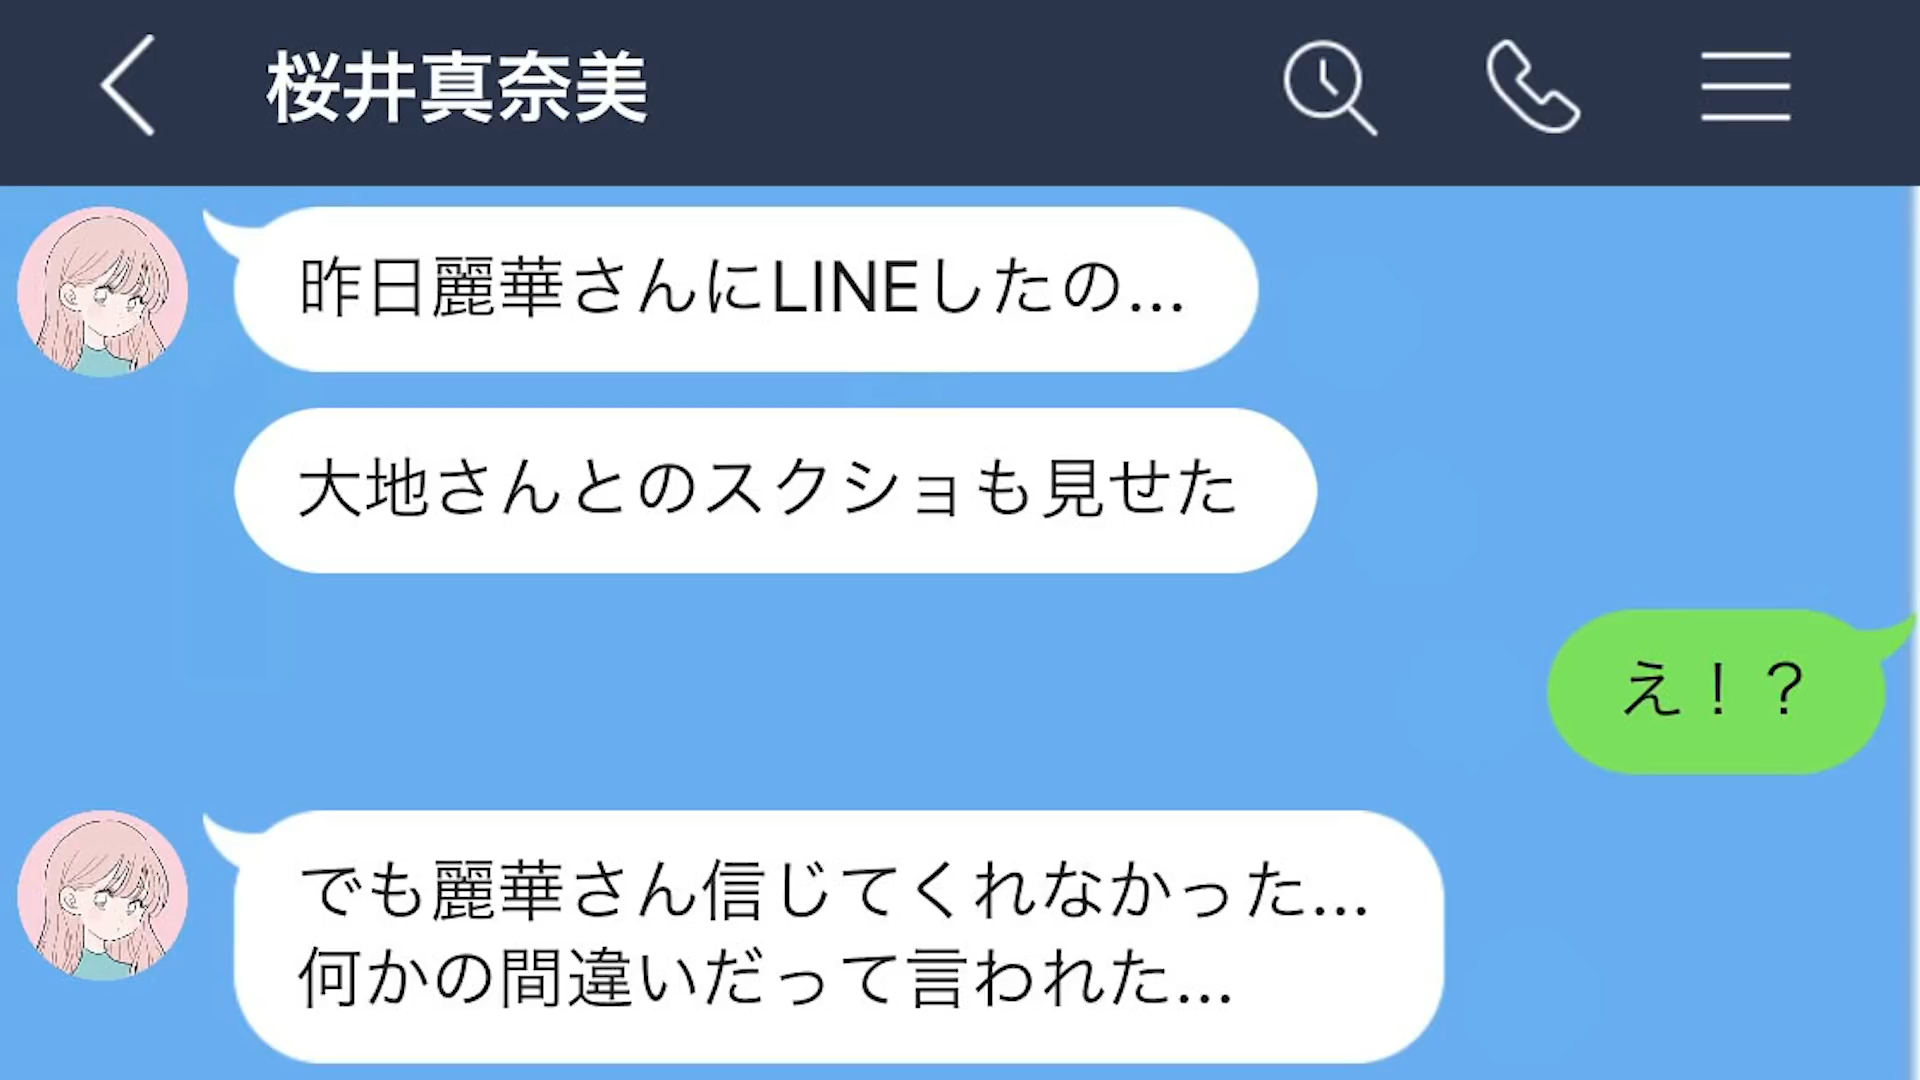 桜井真奈美
昨日麗華さんにLINEしたの...
大地さんとのスクショも見せた
え！？
でも麗華さん信じてくれなかった...
何かの間違いだって言われた...